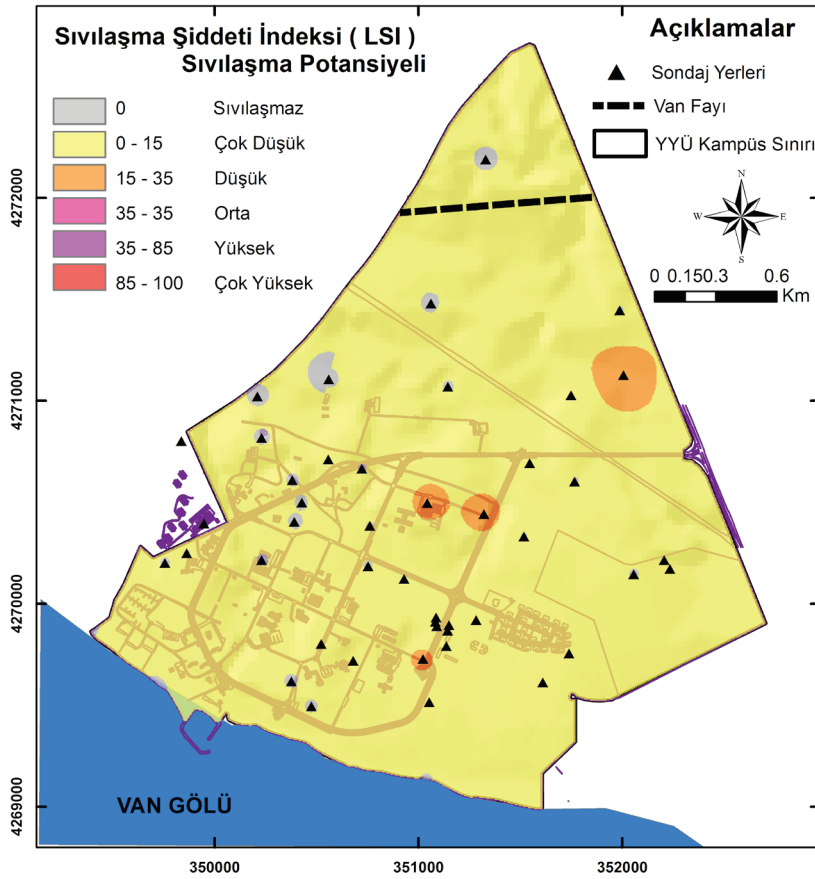 Sıvılaşma Şiddeti İndeksi ( LSI )
Sıvılaşma Potansiyeli
0 Sıvılaşmaz
0 - 15 Çok Düşük
15 - 35 Düşük
35 - 35 Orta
35 - 85 Yüksek
85 - 100 Çok Yüksek
Açıklamalar
Sondaj Yerleri
Van Fayı
YYÜ Kampüs Sınırı
N
W E
S
0 0.150.3 0.6
Km
4272000
4271000
4270000
4269000
VAN GÖLÜ
350000 351000 352000